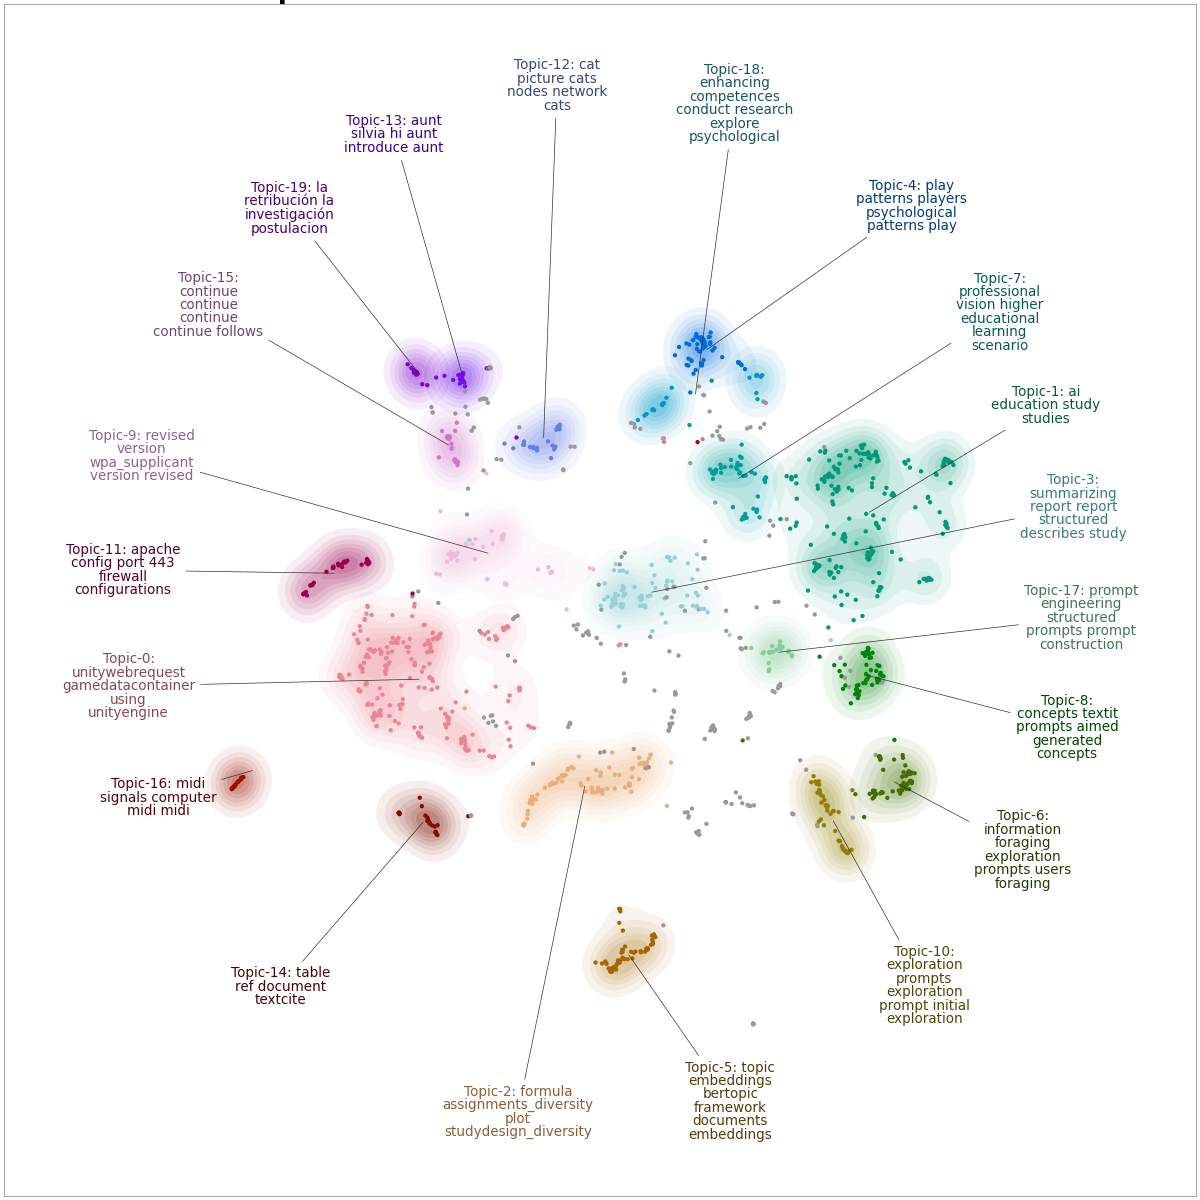 Topic-12: cat
picture cats
nodes network
cats
Topic-18:
enhancing
competences
conduct research
explore
psychological
Topic-13: aunt
silvia hi aunt
introduce aunt
Topic-19: la
retribución la
investigación
postulacion
Topic-4: play
patterns players
psychological
patterns play
Topic-15:
continue
continue
continue
continue follows
Topic-7:
professional
vision higher
educational
learning
scenario
Topic-1: ai
education study
studies
Topic-9: revised
version
wpa_supplicant
version revised
Topic-3:
summarizing
report report
structured
describes study
Topic-11: apache
config port 443
firewall
configurations
Topic-17: prompt
engineering
structured
prompts prompt
construction
Topic-0:
unitywebrequest
gamedatacontainer
using
unityengine
Topic-8:
concepts textit
prompts aimed
generated
concepts
Topic-16: midi
signals computer
midi midi
Topic-6:
information
foraging
exploration
prompts users
foraging
Topic-14: table
ref document
textcite
Topic-10:
exploration
prompts
exploration
prompt initial
exploration
Topic-2: formula
assignments_diversity
plot
studydesign_diversity
Topic-5: topic
embeddings
bertopic
framework
documents
embeddings